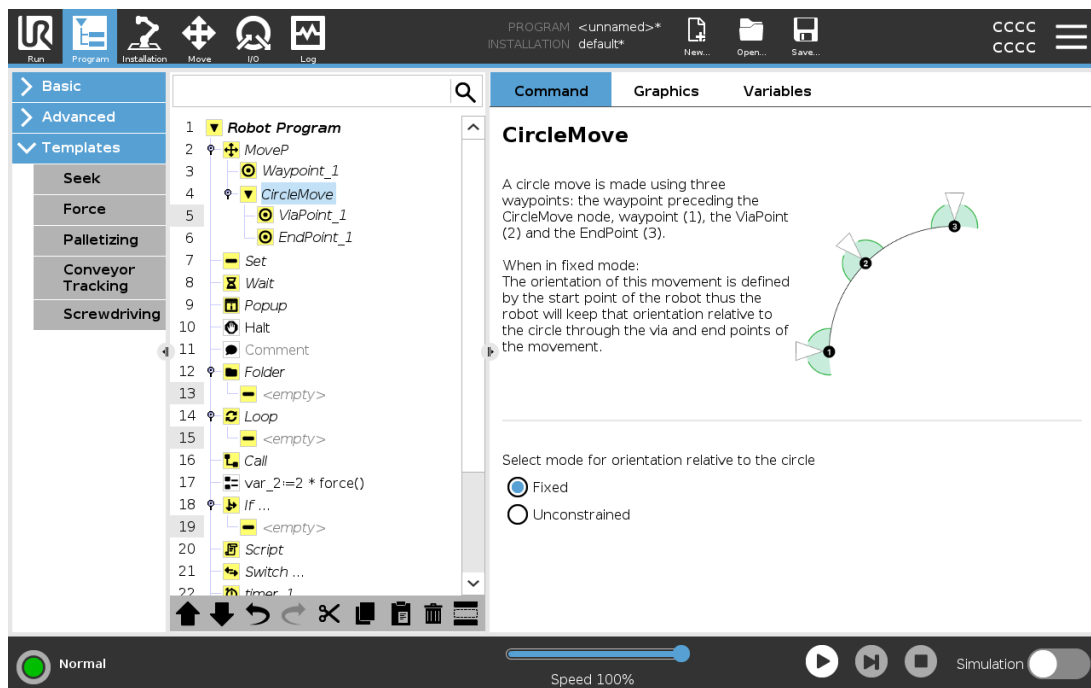 PROGRAM <unnamed>*
INSTALLATION default*
CCCC
CCCC
Run
Program
Installation
Move
I/O
Log
New...
Open...
Save...
Basic
Advanced
Templates
Seek
Force
Palletizing
Conveyor
Tracking
Screwdriving
1 Robot Program
2 MoveP
3 Waypoint_1
4 CircleMove
5 ViaPoint_1
6 EndPoint_1
7 Set
8 Wait
9 Popup
10 Halt
11 Comment
12 Folder
13 <empty>
14 Loop
15 <empty>
16 Call
17 var_2:=2 * force()
18 If ...
19 <empty>
20 Script
21 Switch ...
22 timer_1
Command
Graphics
Variables
CircleMove
A circle move is made using three
waypoints: the waypoint preceding the
CircleMove node, waypoint (1), the ViaPoint
(2) and the EndPoint (3).
When in fixed mode:
The orientation of this movement is defined
by the start point of the robot thus the
robot will keep that orientation relative to
the circle through the via and end points of
the movement.
3
2
1
Select mode for orientation relative to the circle
Fixed
Unconstrained
Normal
Speed 100%
Simulation